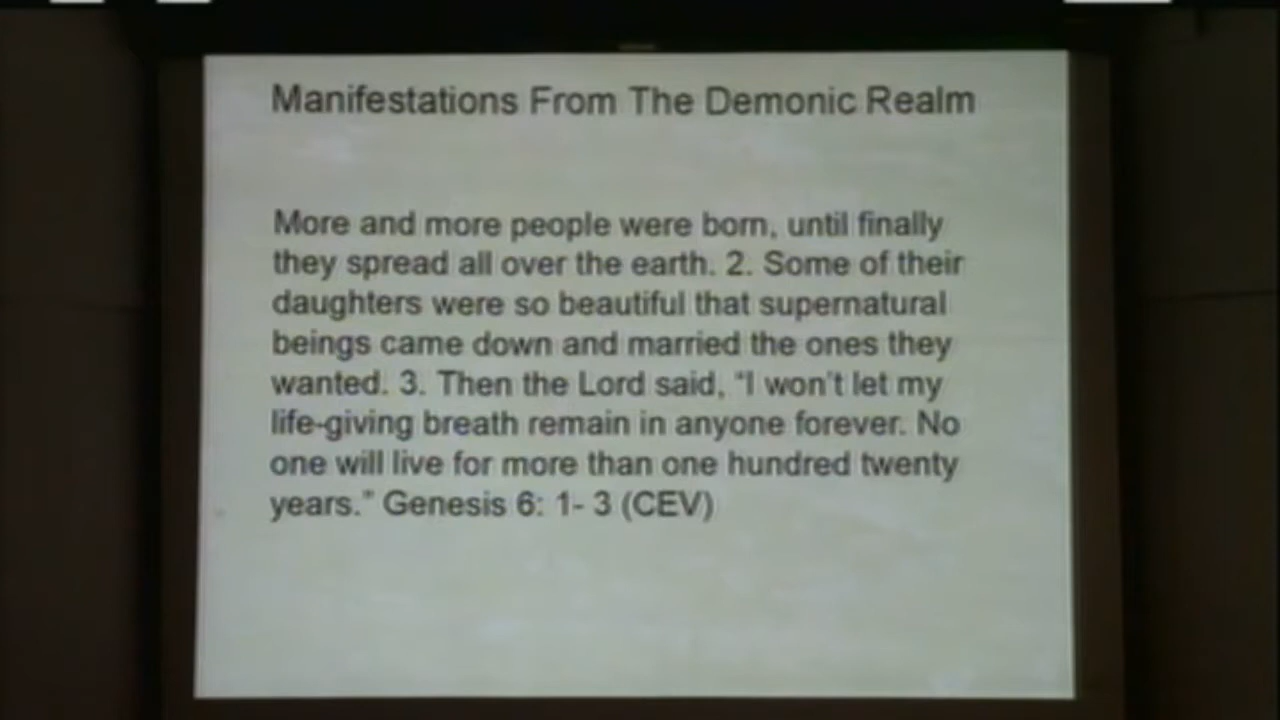 Manifestations From The Demonic Realm
More and more people were born, until finally
they spread all over the earth. 2. Some of their
daughters were so beautiful that supernatural
beings came down and married the ones they
wanted. 3. Then the Lord said, “I won’t let my
life-giving breath remain in anyone forever. No
one will live for more than one hundred twenty
years.” Genesis 6: 1- 3 (CEV)